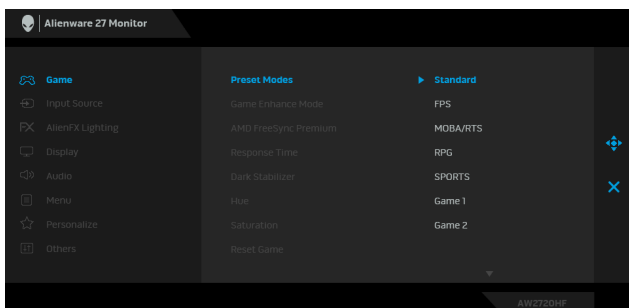 Alienware 27 Monitor
Game
Input Source
AlienFX Lighting
Display
Audio
Menu
Personalize
Others
Preset Modes
Game Enhance Mode
AMD FreeSync Premium
Response Time
Dark Stabilizer
Hue
Saturation
Reset Game
Standard
FPS
MOBA/RTS
RPG
SPORTS
Game 1
Game 2
AW2720HF